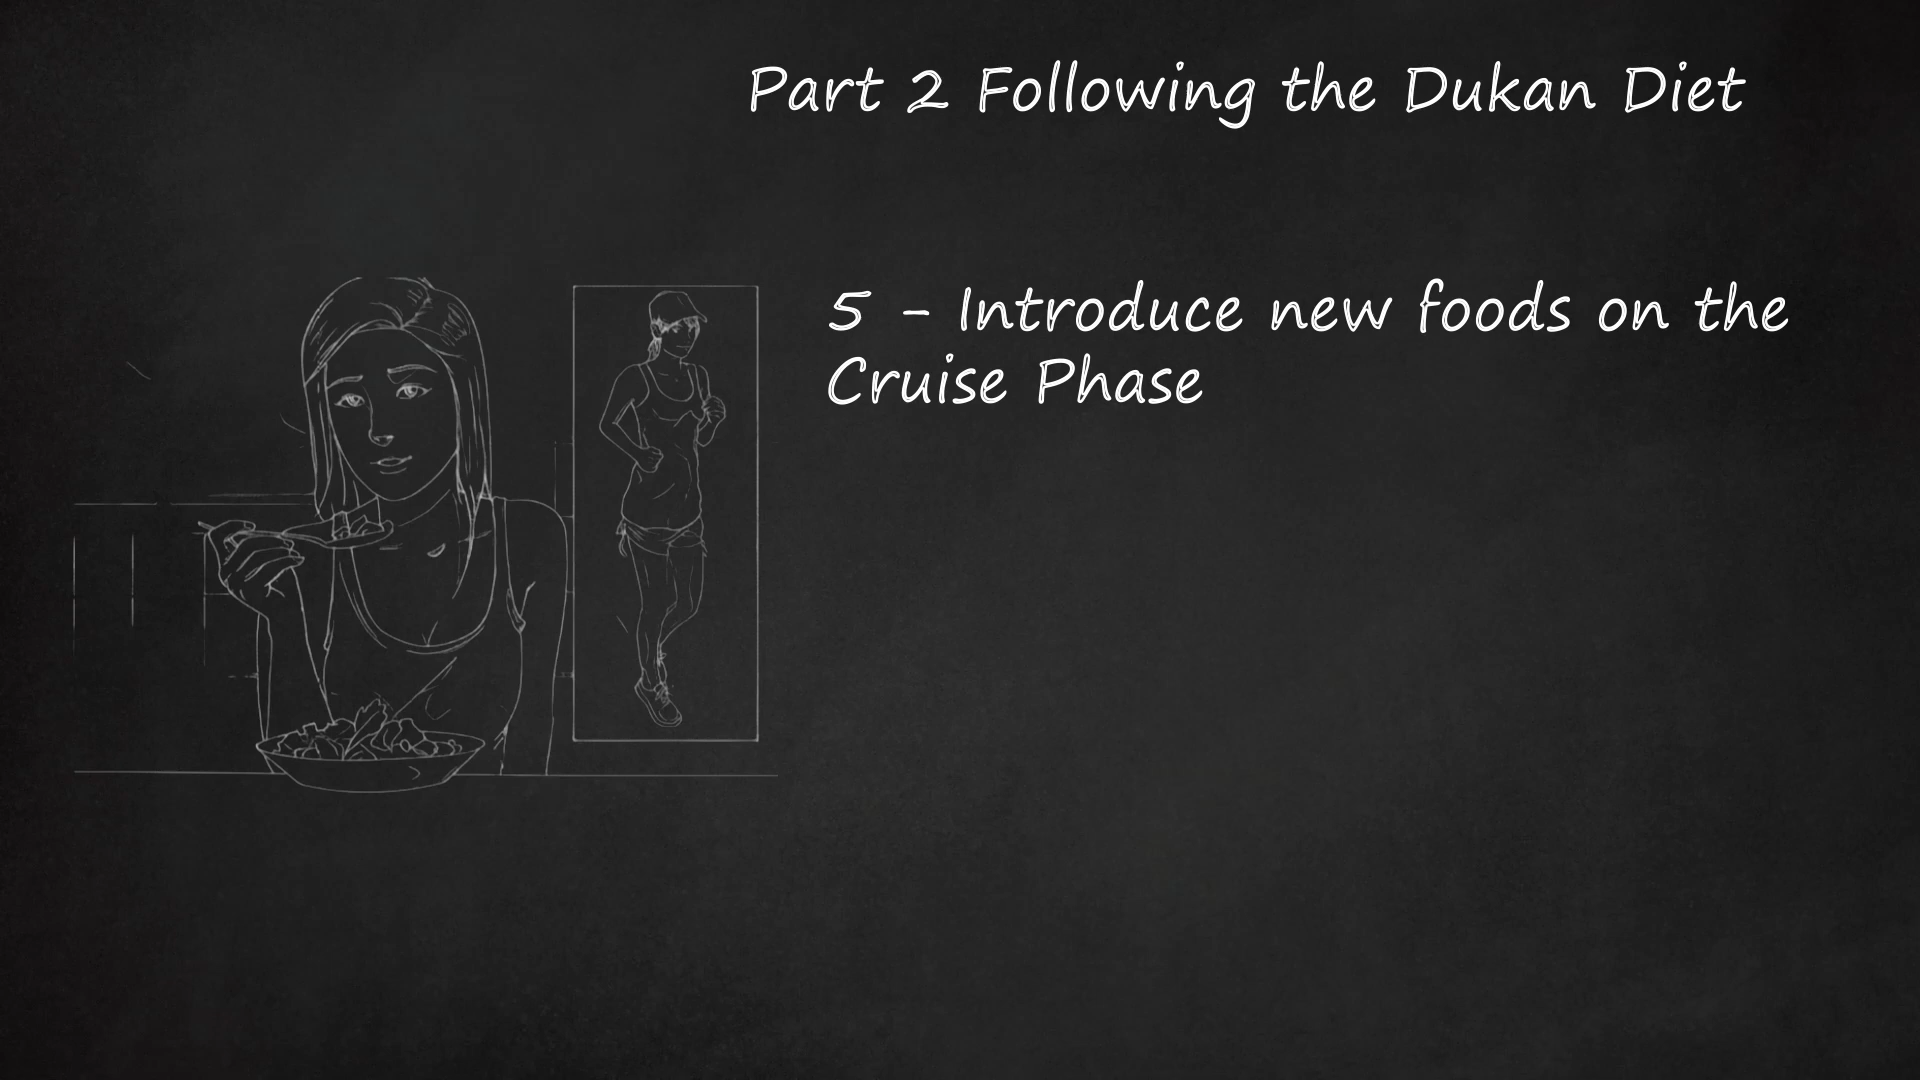 Part 2 Following the Dukan Diet
5 - Introduce new foods on the
Cruise Phase